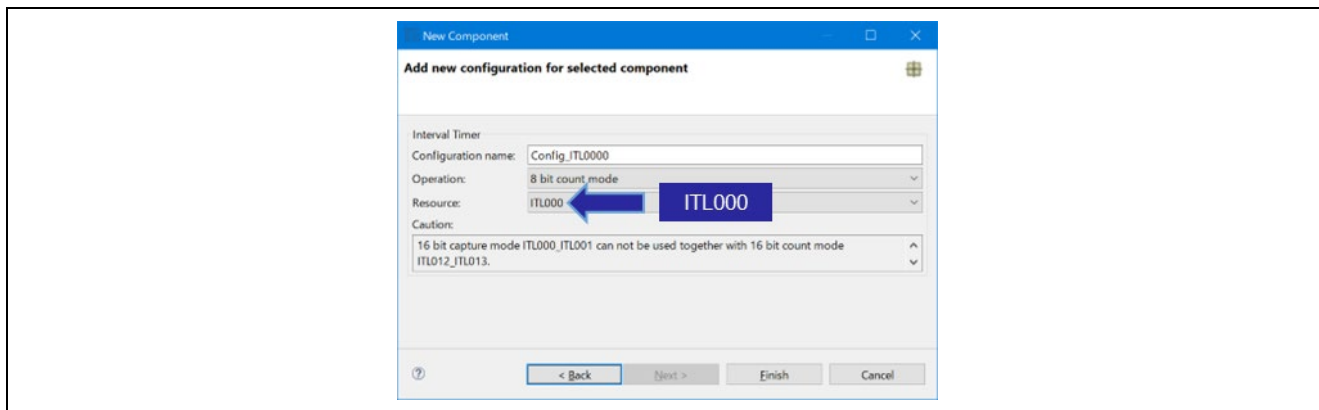 New Component
Add new configuration for selected component
Interval Timer
Configuration name: Config_ITL0000
Operation: 8 bit count mode
Resource: ITL000 ITL000
Caution:
16 bit capture mode ITL000_ITL001 can not be used together with 16 bit count mode
ITL012_ITL013.
? < Back Next > Finish Cancel